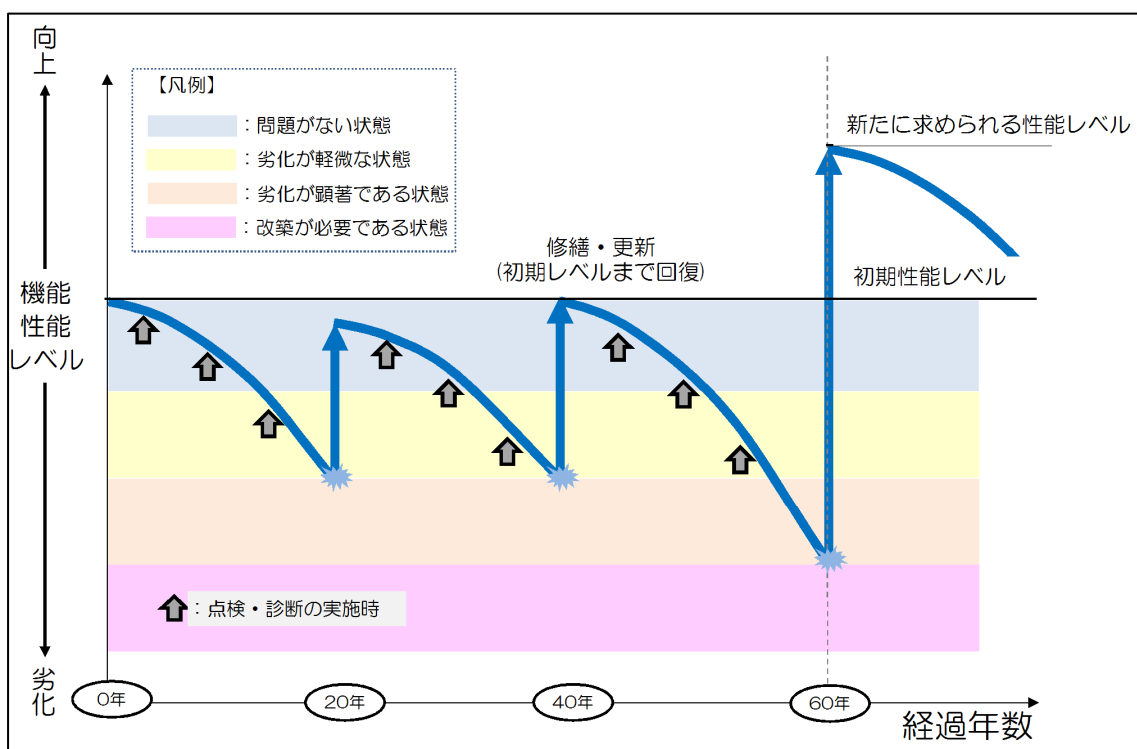 向上
【凡例】
：問題がない状態
：劣化が軽微な状態
：劣化が顕著である状態
：改築が必要である状態
新たに求められる性能レベル
修繕・更新
(初期レベルまで回復)
初期性能レベル
機能
性能
レベル
：点検・診断の実施時
劣化
0年
20年
40年
60年
経過年数